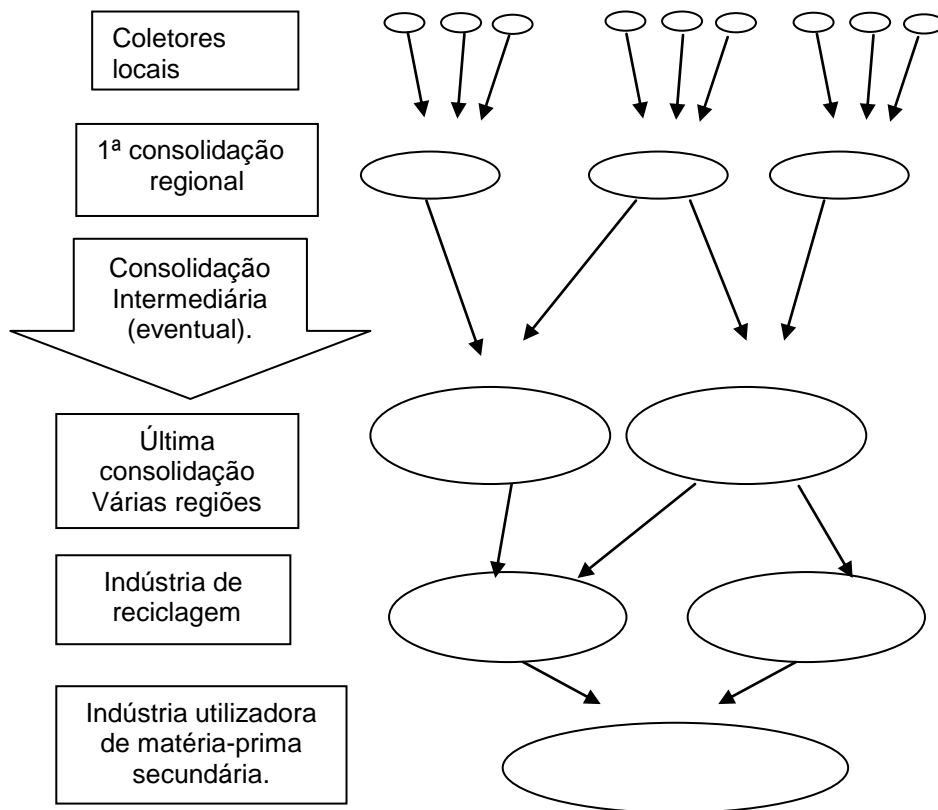 Coletores
locais
1ª consolidação
regional
Consolidação
Intermediária
(eventual).
Última
consolidação
Várias regiões
Indústria de
reciclagem
Indústria utilizadora
de matéria-prima
secundária.